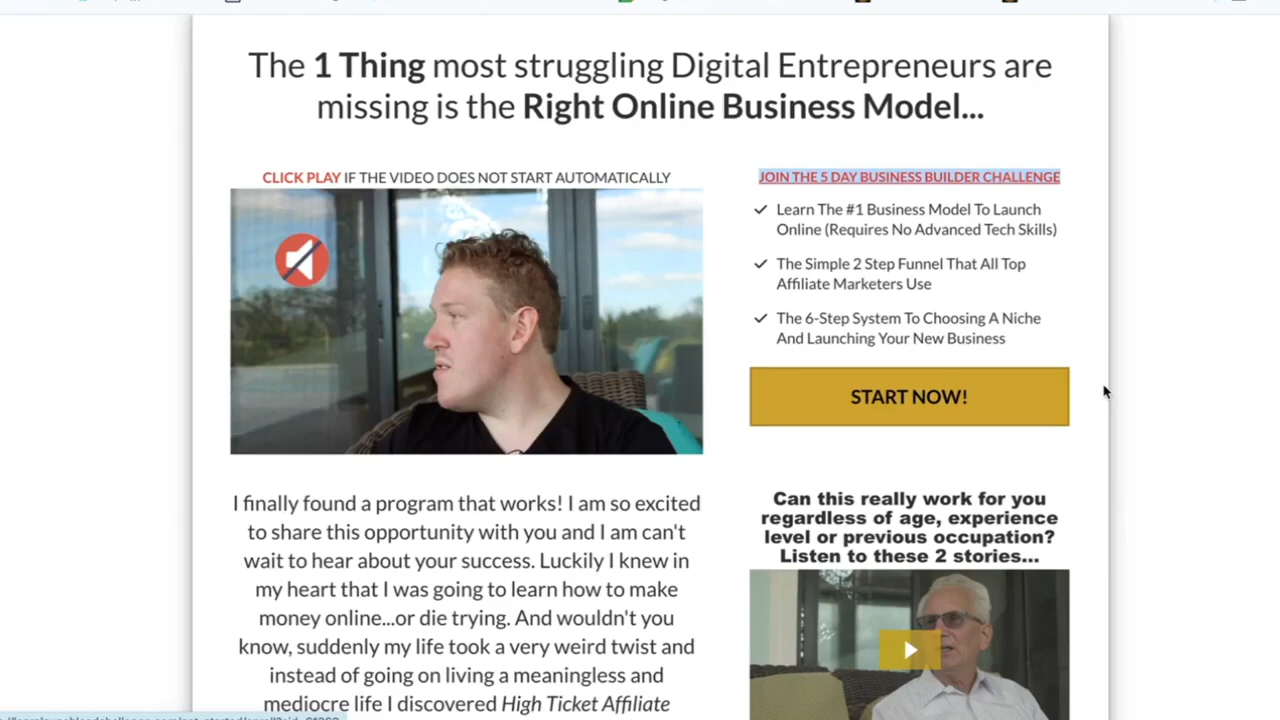 The 1 Thing most struggling Digital Entrepreneurs are
missing is the Right Online Business Model...
CLICK PLAY IF THE VIDEO DOES NOT START AUTOMATICALLY
JOIN THE 5 DAY BUSINESS BUILDER CHALLENGE
Learn The #1 Business Model To Launch
Online (Requires No Advanced Tech Skills)
The Simple 2 Step Funnel That All Top
Affiliate Marketers Use
The 6-Step System To Choosing A Niche
And Launching Your New Business
START NOW!
I finally found a program that works! I am so excited
to share this opportunity with you and I am can't
wait to hear about your success. Luckily I knew in
my heart that I was going to learn how to make
money online...or die trying. And wouldn't you
know, suddenly my life took a very weird twist and
instead of going on living a meaningless and
mediocre life I discovered High Ticket Affiliate
Can this really work for you
regardless of age, experience
level or previous occupation?
Listen to these 2 stories...